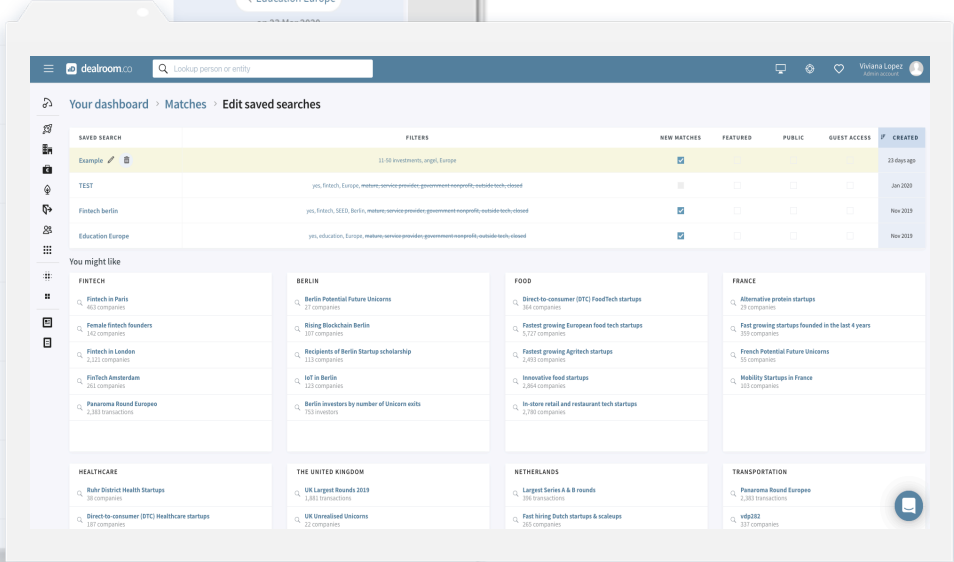 < Education Europe
on 23 Mar 2020
dealroom.co
Lookup person or entity
Viviana Lopez
Admin account
Your dashboard > Matches > Edit saved searches
SAVED SEARCH FILTERS NEW MATCHES FEATURED PUBLIC GUEST ACCESS CREATED
Example 11-50 investments, angel, Europe 23 days ago
TEST yes, fintech, Europe, mature, service provider, government nonprofit, outside tech, closed Jan 2020
Fintech berlin yes, fintech, SEED, Berlin, mature, service provider, government nonprofit, outside tech, closed Nov 2019
Education Europe yes, education, Europe, mature, service provider, government nonprofit, outside tech, closed Nov 2019
You might like
FINTECH
Fintech in Paris
463 companies
Female fintech founders
142 companies
Fintech in London
2,121 companies
FinTech Amsterdam
261 companies
Panaroma Round Europeo
2,383 transactions
BERLIN
Berlin Potential Future Unicorns
27 companies
Rising Blockchain Berlin
107 companies
Recipients of Berlin Startup scholarship
113 companies
IoT in Berlin
123 companies
Berlin investors by number of Unicorn exits
753 investors
FOOD
Direct-to-consumer (DTC) FoodTech startups
364 companies
Fastest growing European food tech startups
5,727 companies
Fastest growing Agritech startups
2,493 companies
Innovative food startups
2,864 companies
In-store retail and restaurant tech startups
2,780 companies
FRANCE
Alternative protein startups
29 companies
Fast growing startups founded in the last 4 years
359 companies
French Potential Future Unicorns
55 companies
Mobility Startups in France
103 companies
HEALTHCARE
Ruhr District Health Startups
28 companies
Direct-to-consumer (DTC) Healthcare startups
187 companies
THE UNITED KINGDOM
UK Largest Rounds 2019
1,881 transactions
UK Unrealised Unicorns
22 companies
NETHERLANDS
Largest Series A & B rounds
396 transactions
Fast hiring Dutch startups & scaleups
265 companies
TRANSPORTATION
Panaroma Round Europeo
2,383 transactions
vdp282
337 companies